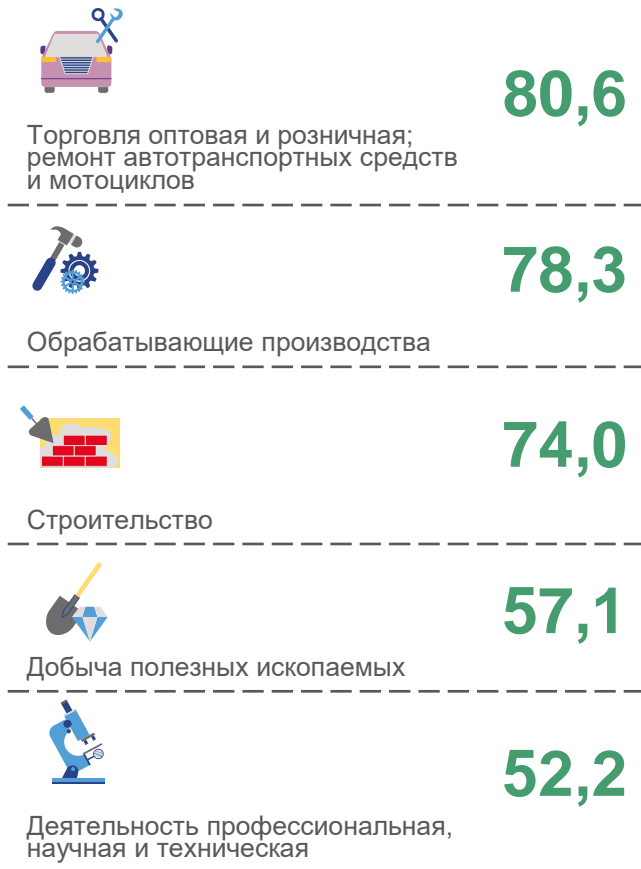 80,6
Торговля оптовая и розничная;
ремонт автотранспортных средств
и мотоциклов
78,3
Обрабатывающие производства
74,0
Строительство
57,1
Добыча полезных ископаемых
52,2
Деятельность профессиональная,
научная и техническая